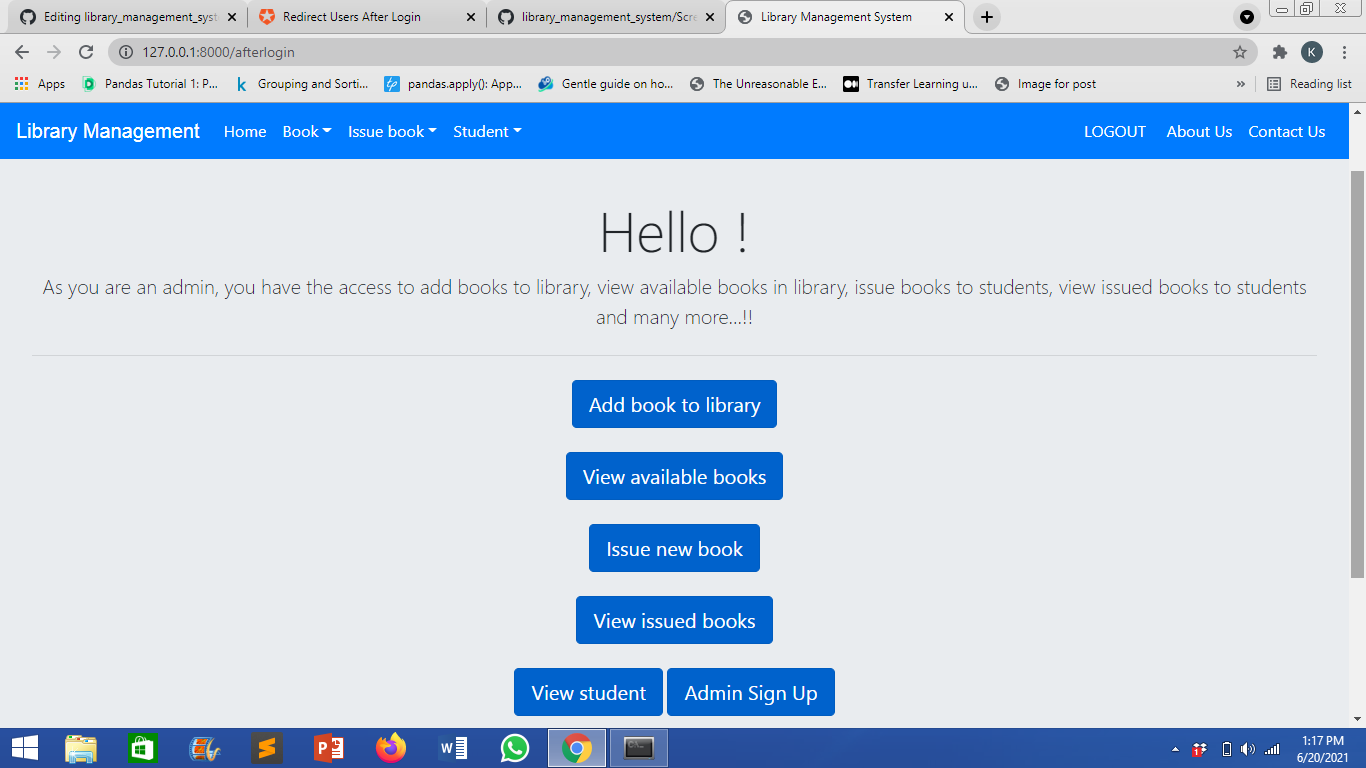 Editing library_management_syst
Redirect Users After Login
library_management_system/Scre
Library Management System
127.0.0.1:8000/afterlogin
K
Apps
Pandas Tutorial 1: P...
Grouping and Sorti...
pandas.apply(): App...
Gentle guide on ho...
The Unreasonable E...
Transfer Learning u...
Image for post
»
Reading list
Library Management Home Book Issue book Student LOGOUT About Us Contact Us
Hello !
As you are an admin, you have the access to add books to library, view available books in library, issue books to students, view issued books to students
and many more...!!
Add book to library
View available books
Issue new book
View issued books
View student Admin Sign Up
1:17 PM
6/20/2021